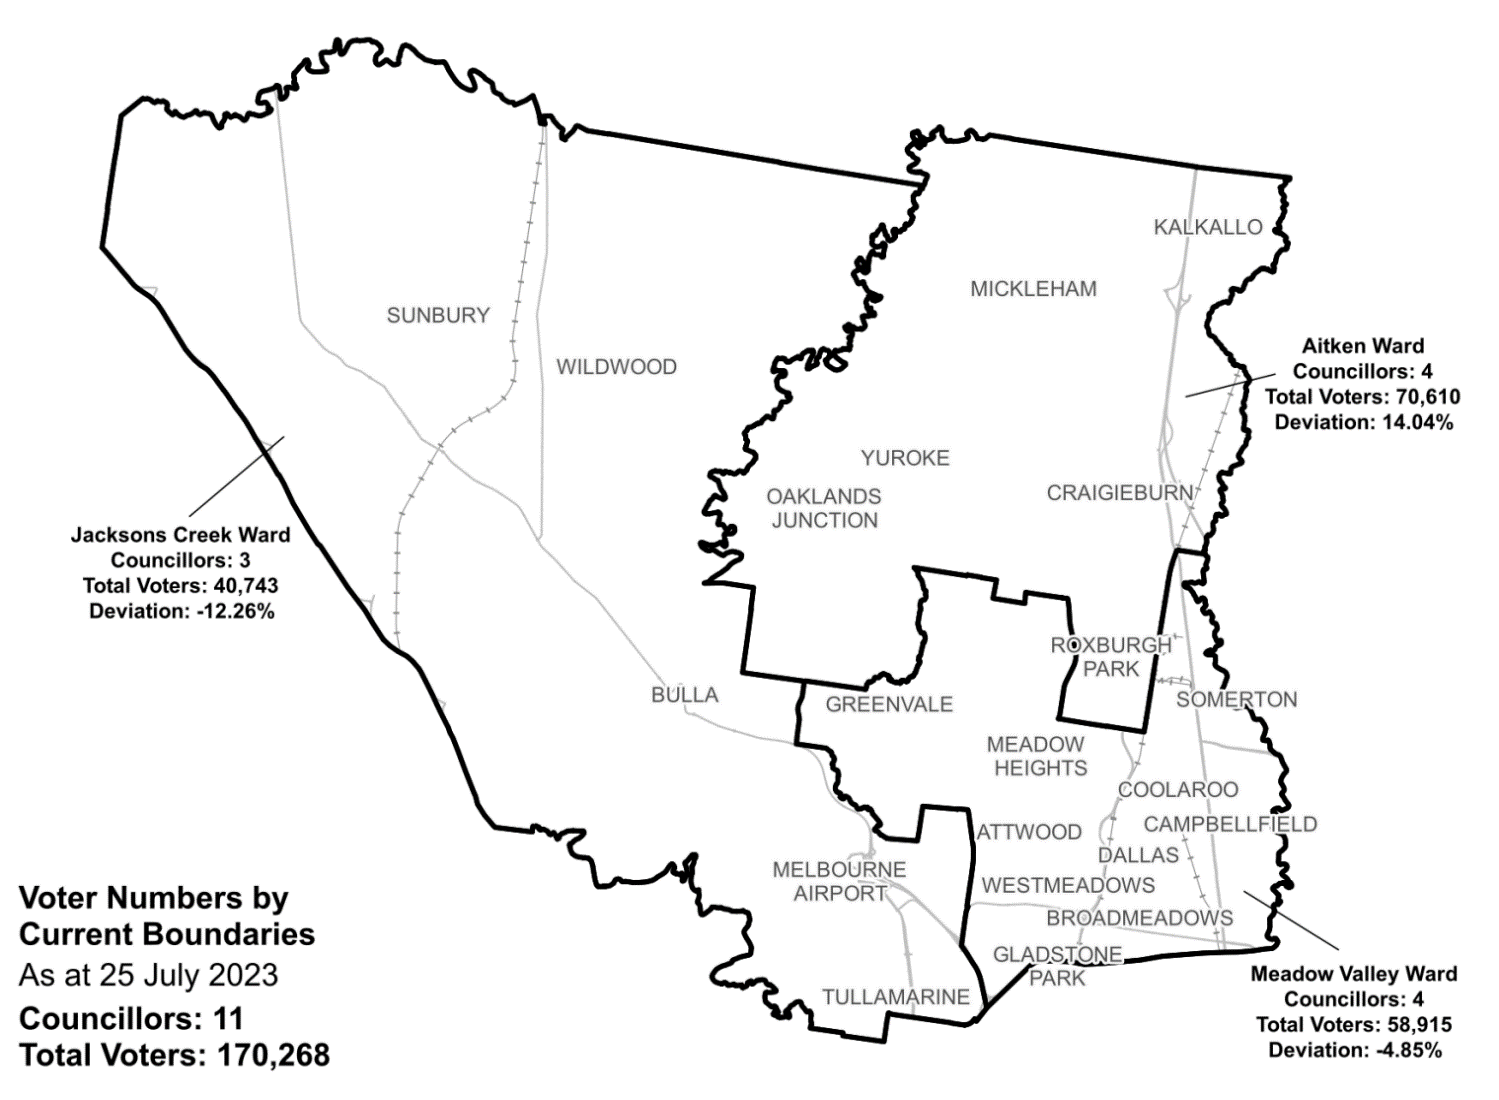 KALKALLO
MICKLEHAM
SUNBURY
WILDWOOD
Aitken Ward
Councillors: 4
Total Voters: 70,610
Deviation: 14.04%
YUROKE
OAKLANDS
JUNCTION
CRAIGIEBURN
Jacksons Creek Ward
Councillors: 3
Total Voters: 40,743
Deviation: -12.26%
ROXBURGH
PARK
BULLA
GREENVALE
SOMERTON
MEADOW
HEIGHTS
COOLAROO
ATTWOOD
CAMPBELLFIELD
DALLAS
MELBOURNE
AIRPORT
WESTMEADOWS
BROADMEADOWS
GLADSTONE
PARK
TULLAMARINE
Meadow Valley Ward
Councillors: 4
Total Voters: 58,915
Deviation: -4.85%
Voter Numbers by
Current Boundaries
As at 25 July 2023
Councillors: 11
Total Voters: 170,268